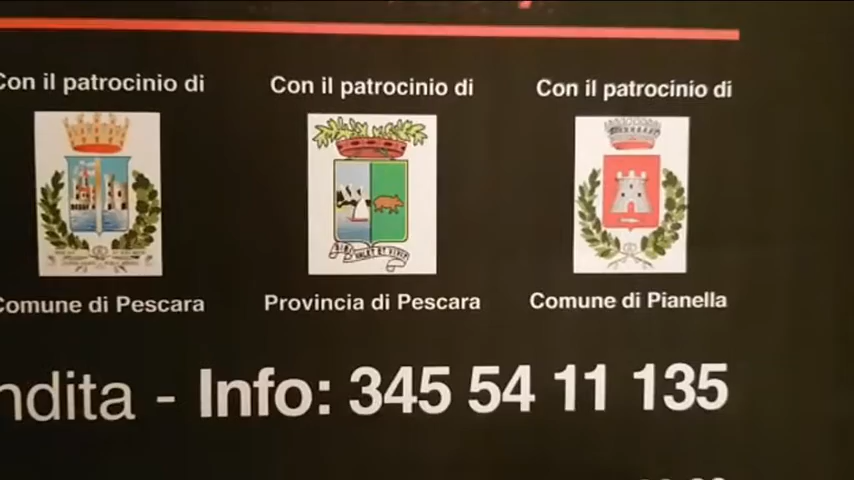 Con il patrocinio di
Con il patrocinio di
Con il patrocinio di
Comune di Pescara
Provincia di Pescara
Comune di Pianella
ndita - Info: 345 54 11 135